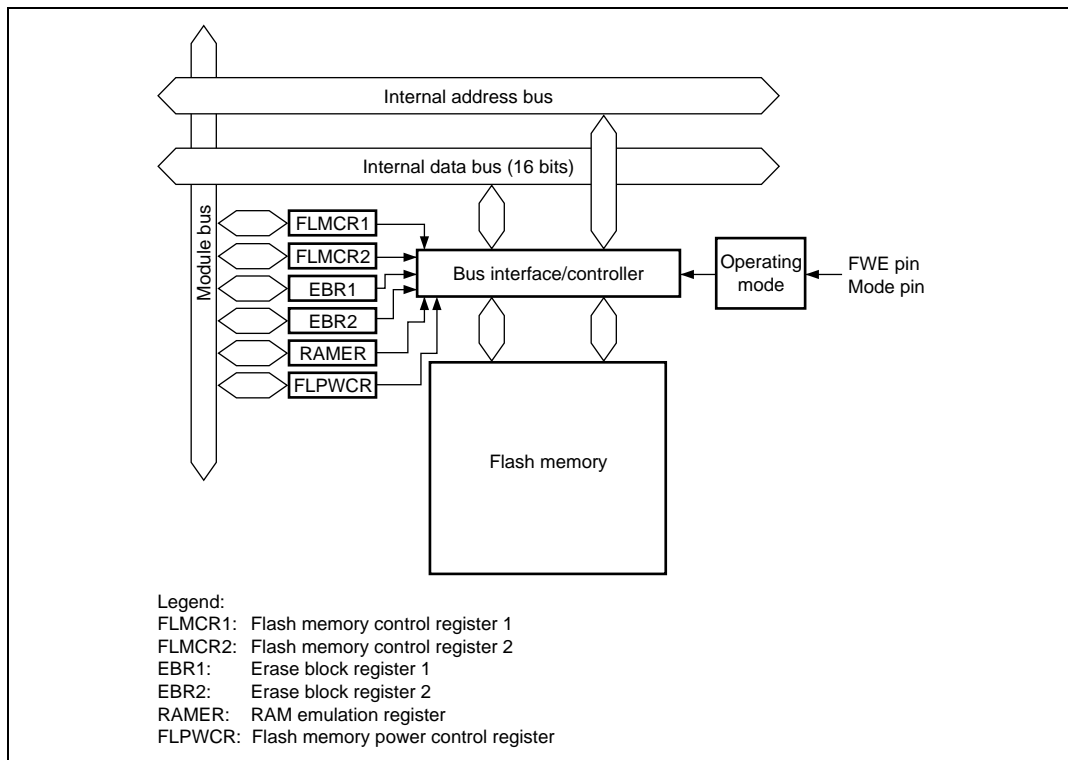 Internal address bus
Internal data bus (16 bits)
Module bus
FLMCR1
FLMCR2
EBR1
EBR2
RAMER
FLPWCR
Bus interface/controller
Operating
mode
FWE pin
Mode pin
Flash memory
Legend:
FLMCR1: Flash memory control register 1
FLMCR2: Flash memory control register 2
EBR1: Erase block register 1
EBR2: Erase block register 2
RAMER: RAM emulation register
FLPWCR: Flash memory power control register